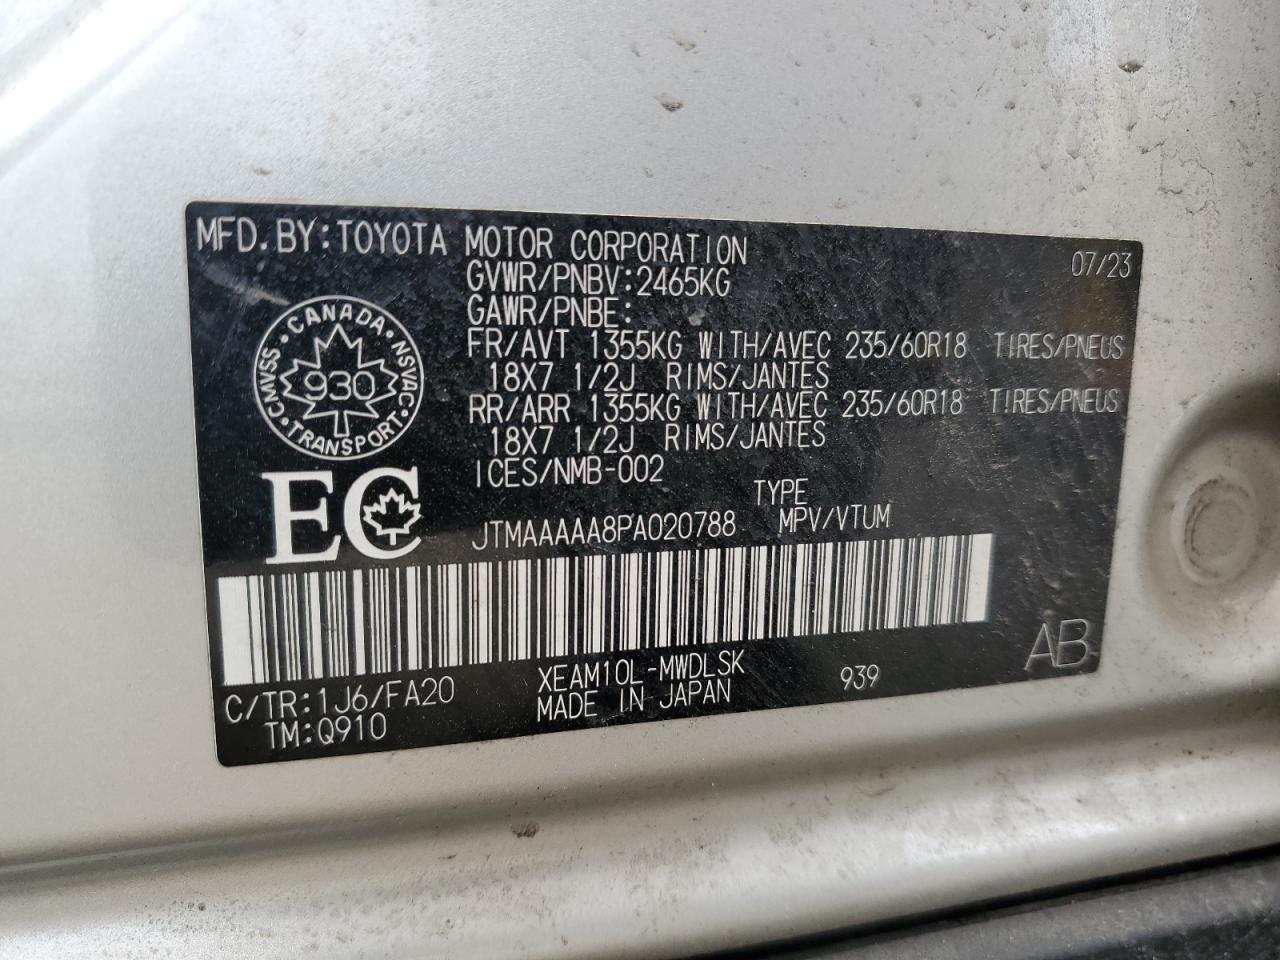 MFD.BY:TOYOTA MOTOR CORPORATION 07/23
GVWR/PNBV:2465KG
GAWR/PNBE:
FR/AVT 1355KG WITH/AVEC 235/60R18 TIRES/PNEUS
18X7 1/2J RIMS/JANTES
RR/ARR 1355KG WITH/AVEC 235/60R18 TIRES/PNEUS
18X7 1/2J RIMS/JANTES
ICES/NMB-002
CANADA
CMVSS 930 NSVAC
TRANSPORT
EC
TYPE
JTMAAAAA8PA020788 MPV/VTUM
C/TR:1J6/FA20 XEAM10L-MWDLSK 939 AB
TM:Q910 MADE IN JAPAN